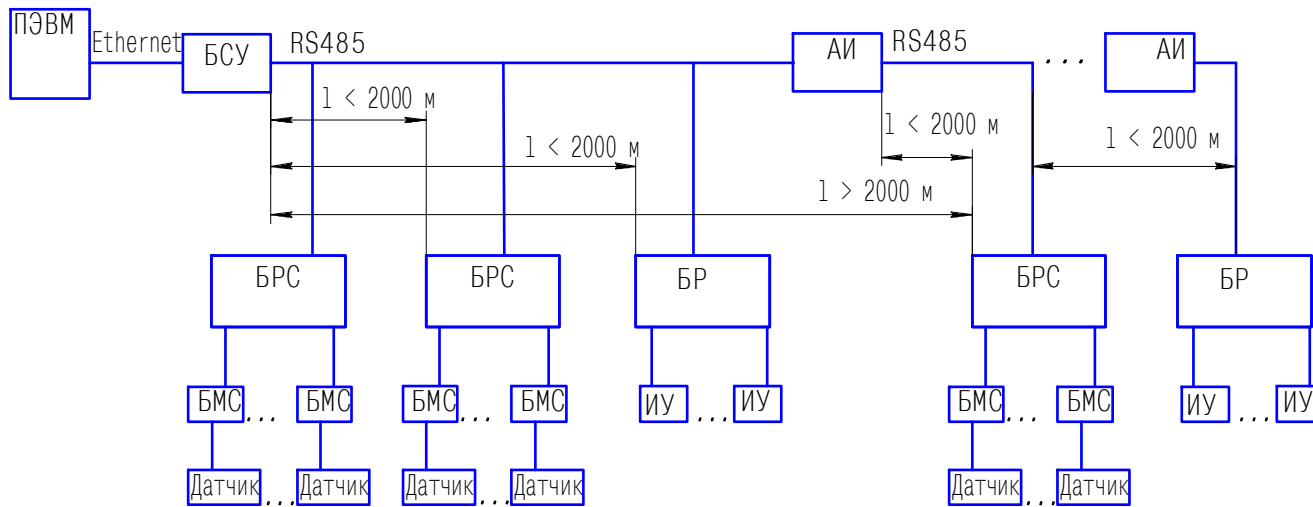 ПЭВМ
Ethernet
БСУ
RS485
АИ
RS485
...
АИ
l < 2000 м
l < 2000 м
l < 2000 м
l < 2000 м
l > 2000 м
БРС
БРС
БР
БРС
БР
БМС ... БМС
БМС ... БМС
ИУ ... ИУ
БМС ... БМС
ИУ ... ИУ
Датчик ... Датчик
Датчик ... Датчик
Датчик ... Датчик